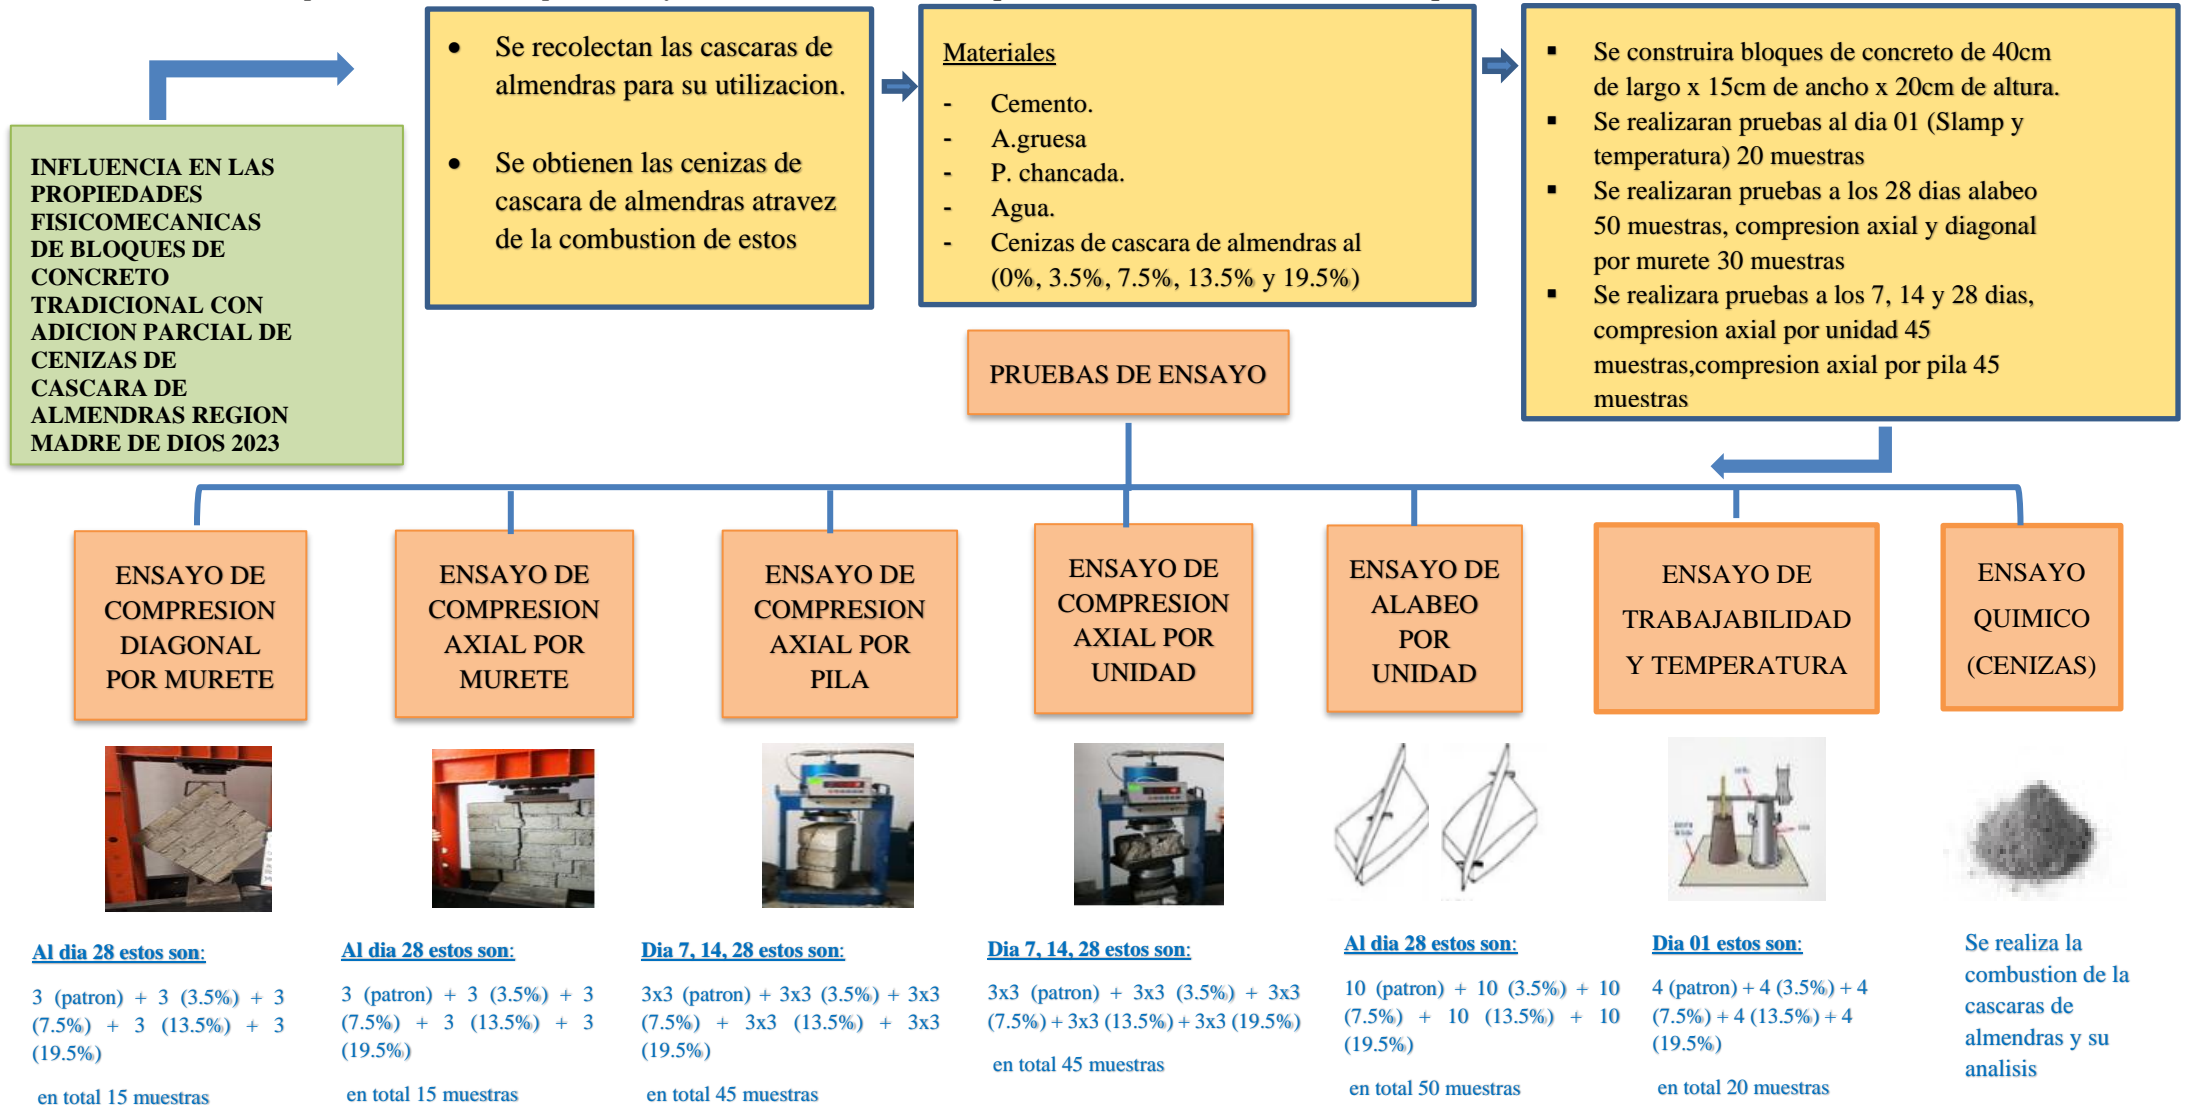 INFLUENCIA EN LAS
PROPIEDADES
FISICOMECANICAS
DE BLOQUES DE
CONCRETO
TRADICIONAL CON
ADICION PARCIAL DE
CENIZAS DE
CASCARA DE
ALMENDRAS REGION
MADRE DE DIOS 2023
• Se recolectan las cascaras de
almendras para su utilizacion.
• Se obtienen las cenizas de
cascara de almendras atravez
de la combustion de estos
Materiales
- Cemento.
- A.gruesa
- P. chancada.
- Agua.
- Cenizas de cascara de almendras al
(0%, 3.5%, 7.5%, 13.5% y 19.5%)
▪ Se construira bloques de concreto de 40cm
de largo x 15cm de ancho x 20cm de altura.
▪ Se realizaran pruebas al dia 01 (Slamp y
temperatura) 20 muestras
▪ Se realizaran pruebas a los 28 dias alabeo
50 muestras, compresion axial y diagonal
por murete 30 muestras
▪ Se realizara pruebas a los 7, 14 y 28 dias,
compresion axial por unidad 45
muestras,compresion axial por pila 45
muestras
PRUEBAS DE ENSAYO
ENSAYO DE
COMPRESION
DIAGONAL
POR MURETE
ENSAYO DE
COMPRESION
AXIAL POR
MURETE
ENSAYO DE
COMPRESION
AXIAL POR
PILA
ENSAYO DE
COMPRESION
AXIAL POR
UNIDAD
ENSAYO DE
ALABEO
POR
UNIDAD
ENSAYO DE
TRABAJABILIDAD
Y TEMPERATURA
ENSAYO
QUIMICO
(CENIZAS)
Al dia 28 estos son:
3 (patron) + 3 (3.5%) + 3
(7.5%) + 3 (13.5%) + 3
(19.5%)
en total 15 muestras
Al dia 28 estos son:
3 (patron) + 3 (3.5%) + 3
(7.5%) + 3 (13.5%) + 3
(19.5%)
en total 15 muestras
Dia 7, 14, 28 estos son:
3x3 (patron) + 3x3 (3.5%) + 3x3
(7.5%) + 3x3 (13.5%) + 3x3
(19.5%)
en total 45 muestras
Dia 7, 14, 28 estos son:
3x3 (patron) + 3x3 (3.5%) + 3x3
(7.5%) + 3x3 (13.5%) + 3x3 (19.5%)
en total 45 muestras
Al dia 28 estos son:
10 (patron) + 10 (3.5%) + 10
(7.5%) + 10 (13.5%) + 10
(19.5%)
en total 50 muestras
Dia 01 estos son:
4 (patron) + 4 (3.5%) + 4
(7.5%) + 4 (13.5%) + 4
(19.5%)
en total 20 muestras
Se realiza la
combustion de la
cascaras de
almendras y su
analisis